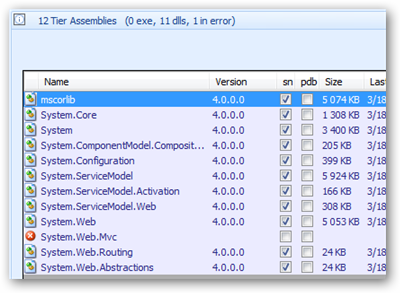 12 Tier Assemblies (0 exe, 11 dlls, 1 in error)
Name Version sn pdb Size Las
mscorlib 4.0.0.0 5 074 KB 3/18
System.Core 4.0.0.0 1 308 KB 3/18
System 4.0.0.0 3 400 KB 3/18
System.ComponentModel.Composit... 4.0.0.0 205 KB 3/18
System.Configuration 4.0.0.0 399 KB 3/18
System.ServiceModel 4.0.0.0 5 924 KB 3/18
System.ServiceModel.Activation 4.0.0.0 166 KB 3/18
System.ServiceModel.Web 4.0.0.0 308 KB 3/18
System.Web 4.0.0.0 5 053 KB 3/18
System.Web.Mvc
System.Web.Routing 4.0.0.0 24 KB 3/18
System.Web.Abstractions 4.0.0.0 24 KB 3/18